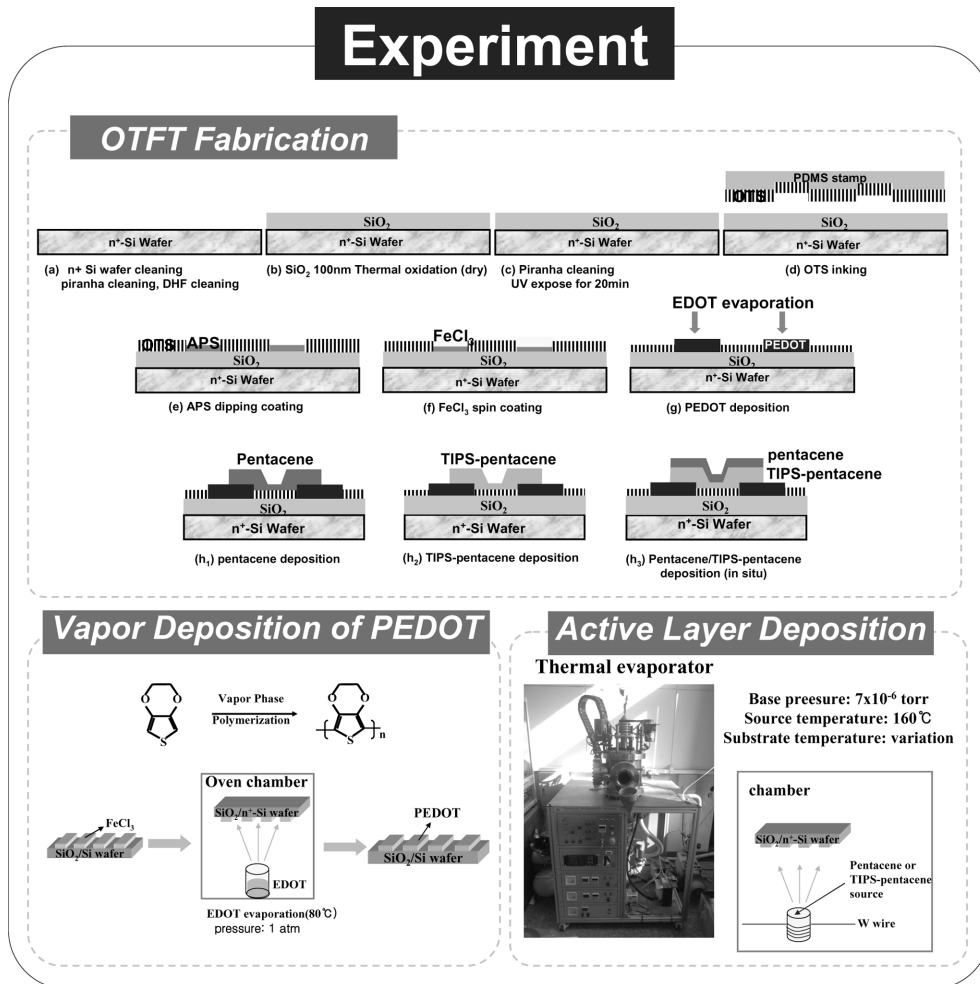 Experiment
OTFT Fabrication
n⁺-Si Wafer
(a) n+ Si wafer cleaning
piranha cleaning, DHF cleaning
SiO₂
n⁺-Si Wafer
(b) SiO₂ 100nm Thermal oxidation (dry)
SiO₂
n⁺-Si Wafer
(c) Piranha cleaning
UV expose for 20min
PDMS stamp
OTS
SiO₂
n⁺-Si Wafer
(d) OTS inking
OTS APS
SiO₂
n⁺-Si Wafer
(e) APS dipping coating
FeCl₃
SiO₂
n⁺-Si Wafer
(f) FeCl₃ spin coating
EDOT evaporation
PEDOT
SiO₂
n⁺-Si Wafer
(g) PEDOT deposition
Pentacene
SiO₂
n⁺-Si Wafer
(h₁) pentacene deposition
TIPS-pentacene
SiO₂
n⁺-Si Wafer
(h₂) TIPS-pentacene deposition
pentacene
TIPS-pentacene
SiO₂
n⁺-Si Wafer
(h₃) Pentacene/TIPS-pentacene
deposition (in situ)
Vapor Deposition of PEDOT
O O
S
Vapor Phase
Polymerization
O O
S
n
FeCl₃
SiO₂/Si wafer
Oven chamber
SiO₂/n⁺-Si wafer
EDOT
EDOT evaporation(80℃)
pressure: 1 atm
PEDOT
SiO₂/Si wafer
Active Layer Deposition
Thermal evaporator
Base preesure: 7x10⁻⁶ torr
Source temperature: 160℃
Substrate temperature: variation
chamber
SiO₂/n⁺-Si wafer
Pentacene or
TIPS-pentacene
source
W wire